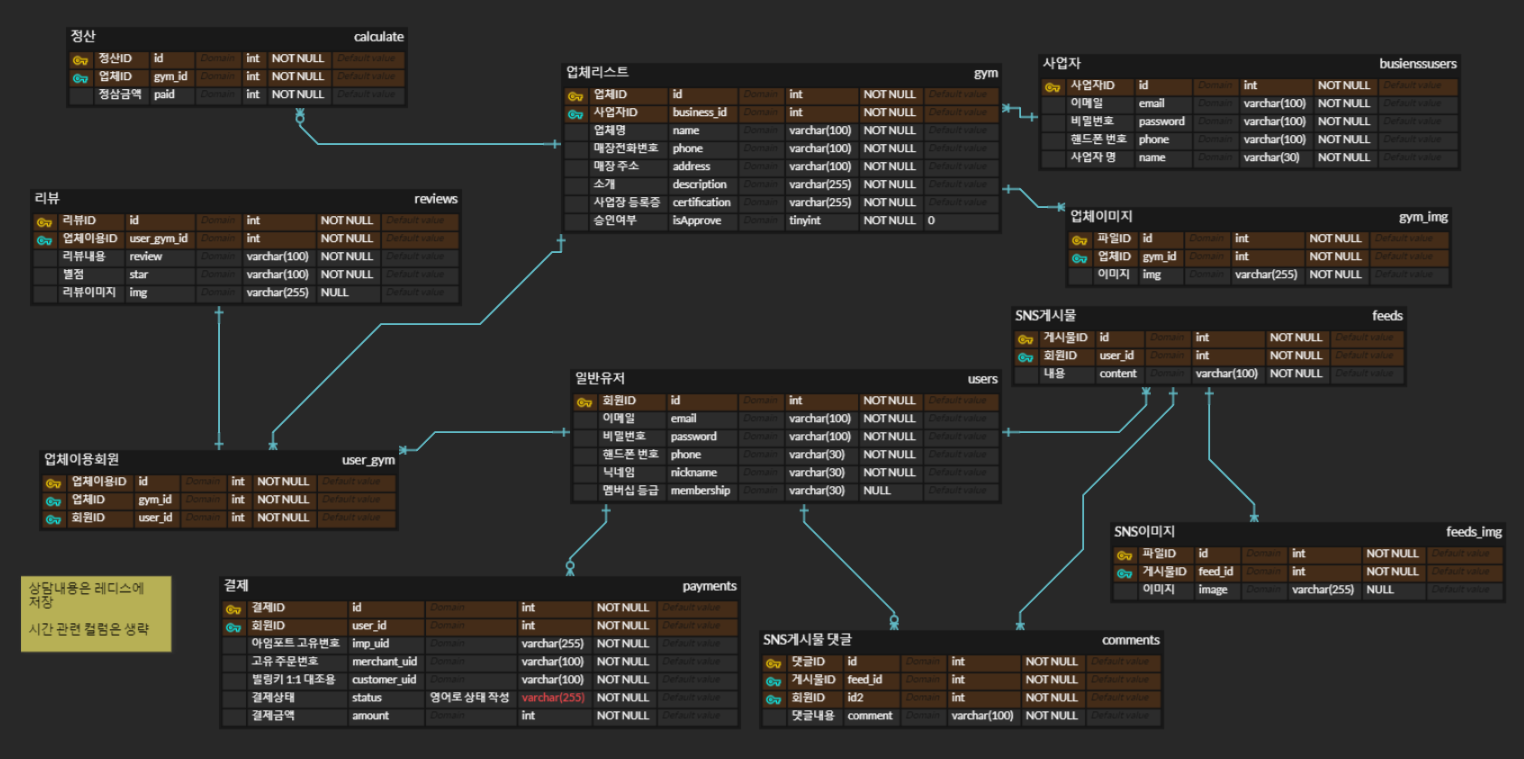 정산 calculate
정산ID id Domain int NOT NULL Default value
업체ID gym_id Domain int NOT NULL Default value
정삼금액 paid Domain int NOT NULL Default value
업체리스트 gym
업체ID id Domain int NOT NULL Default value
사업자ID business_id Domain int NOT NULL Default value
업체명 name Domain varchar(100) NOT NULL Default value
매장전화번호 phone Domain varchar(100) NOT NULL Default value
매장 주소 address Domain varchar(100) NOT NULL Default value
소개 description Domain varchar(255) NOT NULL Default value
사업장 등록증 certification Domain varchar(255) NOT NULL Default value
승인여부 isApprove Domain tinyint NOT NULL 0
사업자 busienssusers
사업자ID id Domain int NOT NULL Default value
이메일 email Domain varchar(100) NOT NULL Default value
비밀번호 password Domain varchar(100) NOT NULL Default value
핸드폰 번호 phone Domain varchar(100) NOT NULL Default value
사업자 명 name Domain varchar(30) NOT NULL Default value
리뷰 reviews
리뷰ID id Domain int NOT NULL Default value
업체이용ID user_gym_id Domain int NOT NULL Default value
리뷰내용 review Domain varchar(100) NOT NULL Default value
별점 star Domain varchar(100) NOT NULL Default value
리뷰이미지 img Domain varchar(255) NULL Default value
업체이미지 gym_img
파일ID id Domain int NOT NULL Default value
업체ID gym_id Domain int NOT NULL Default value
이미지 img Domain varchar(255) NOT NULL Default value
SNS게시물 feeds
게시물ID id Domain int NOT NULL Default value
회원ID user_id Domain int NOT NULL Default value
내용 content Domain varchar(100) NOT NULL Default value
일반유저 users
회원ID id Domain int NOT NULL Default value
이메일 email Domain varchar(100) NOT NULL Default value
비밀번호 password Domain varchar(100) NOT NULL Default value
핸드폰 번호 phone Domain varchar(30) NOT NULL Default value
닉네임 nickname Domain varchar(30) NOT NULL Default value
멤버십 등급 membership Domain varchar(30) NULL Default value
업체이용회원 user_gym
업체이용ID id Domain int NOT NULL Default value
업체ID gym_id Domain int NOT NULL Default value
회원ID user_id Domain int NOT NULL Default value
SNS이미지 feeds_img
파일ID id Domain int NOT NULL Default value
게시물ID feed_id Domain int NOT NULL Default value
이미지 image Domain varchar(255) NULL Default value
상담내용은 레디스에
저장
시간 관련 컬럼은 생략
결제 payments
결제ID id Domain int NOT NULL Default value
회원ID user_id Domain int NOT NULL Default value
아임포트 고유번호 imp_uid Domain varchar(255) NOT NULL Default value
고유 주문번호 merchant_uid Domain varchar(100) NOT NULL Default value
빌링키 1:1 대조용 customer_uid Domain varchar(100) NOT NULL Default value
결제상태 status 영어로 상태 작성 varchar(255) NOT NULL Default value
결제금액 amount Domain int NOT NULL Default value
SNS게시물 댓글 comments
댓글ID id Domain int NOT NULL Default value
게시물ID feed_id Domain int NOT NULL Default value
회원ID id2 Domain int NOT NULL Default value
댓글내용 comment Domain varchar(100) NOT NULL Default value